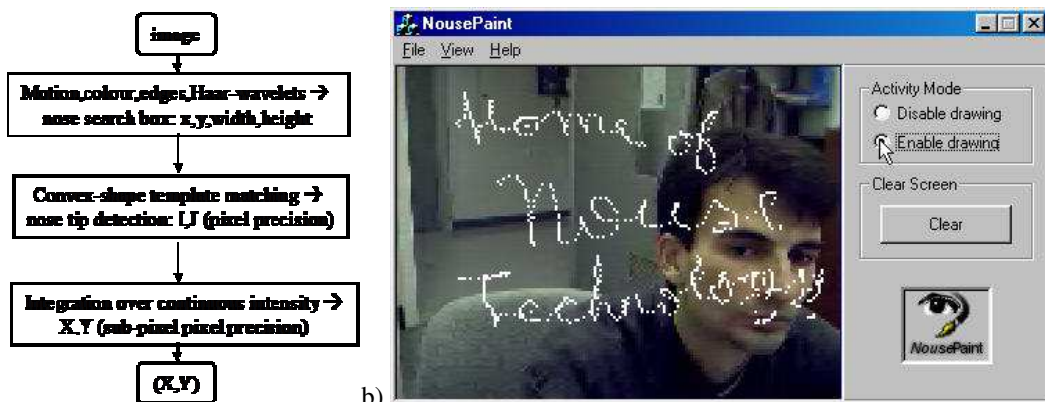 image
Motion,colour,edges,Haar-wavelets →
nose search box: x,y,width,height
Convex-shape template matching →
nose tip detection: I,J (pixel precision)
Integration over continuous intensity →
X,Y (sub-pixel pixel precision)
(X,Y)
b)
NousePaint
File View Help
of
Nouse
Technology
Activity Mode
Disable drawing
Enable drawing
Clear Screen
Clear
NousePaint